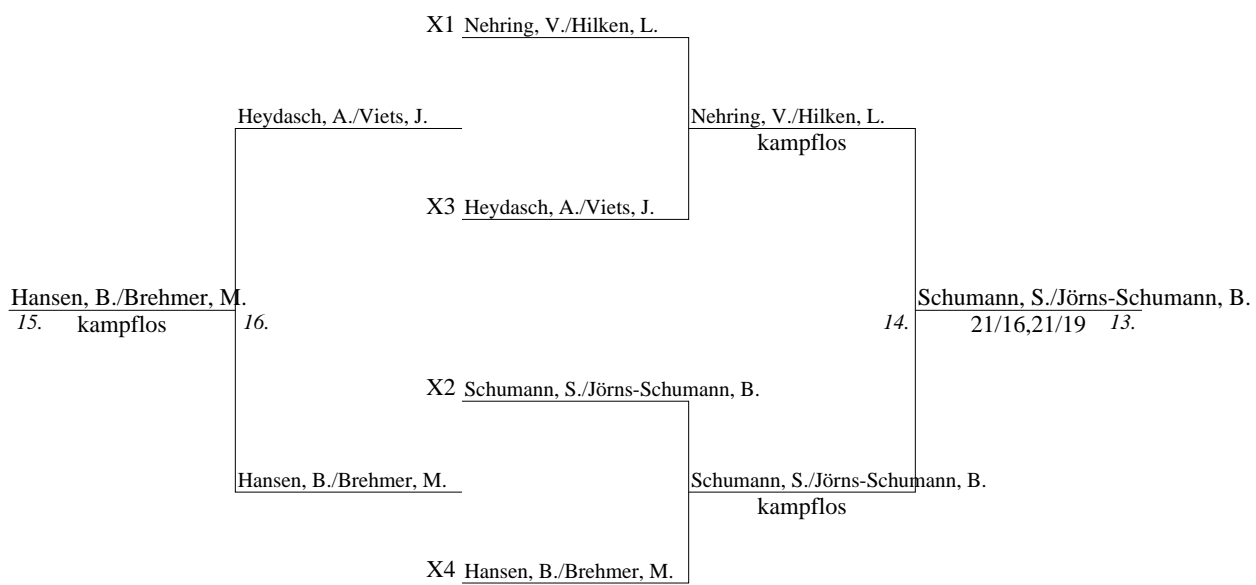 X1 Nehring, V./Hilken, L.
Heydasch, A./Viets, J.
Nehring, V./Hilken, L.
kampflos
X3 Heydasch, A./Viets, J.
Hansen, B./Brehmer, M.
15. kampflos 16.
Schumann, S./Jörns-Schumann, B.
14. 21/16,21/19 13.
X2 Schumann, S./Jörns-Schumann, B.
Hansen, B./Brehmer, M.
Schumann, S./Jörns-Schumann, B.
kampflos
X4 Hansen, B./Brehmer, M.